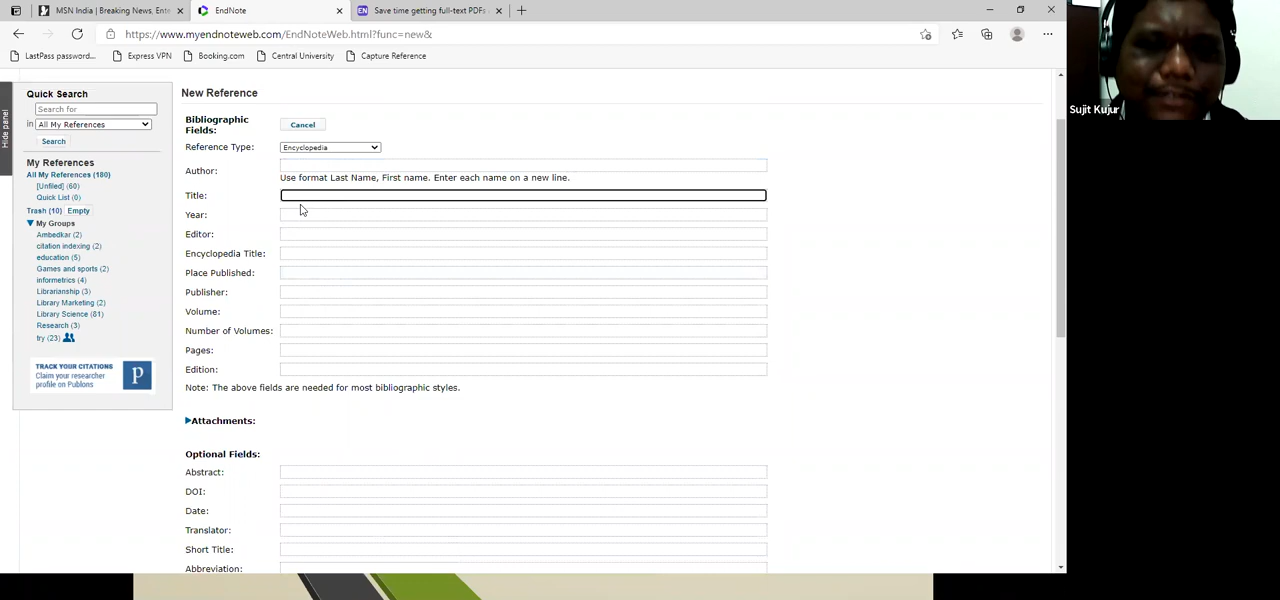 MSN India | Breaking News, Ente
EndNote
EN Save time getting full-text PDFs
https://www.myendnoteweb.com/EndNoteWeb.html?func=new&
LastPass password... Express VPN Booking.com Central University Capture Reference
Sujit Kujur
Hide panel
Quick Search
Search for
in All My References
Search
My References
All My References (180)
[Unfiled] (60)
Quick List (0)
Trash (10) Empty
My Groups
Ambedkar (2)
citation indexing (2)
education (5)
Games and sports (2)
informetrics (4)
Librarianship (3)
Library Marketing (2)
Library Science (81)
Research (3)
try (23)
TRACK YOUR CITATIONS
Claim your researcher
profile on Publons
p
New Reference
Bibliographic
Fields:
Cancel
Reference Type: Encyclopedia
Author:
Use format Last Name, First name. Enter each name on a new line.
Title:
Year:
Editor:
Encyclopedia Title:
Place Published:
Publisher:
Volume:
Number of Volumes:
Pages:
Edition:
Note: The above fields are needed for most bibliographic styles.
Attachments:
Optional Fields:
Abstract:
DOI:
Date:
Translator:
Short Title:
Abbreviation: